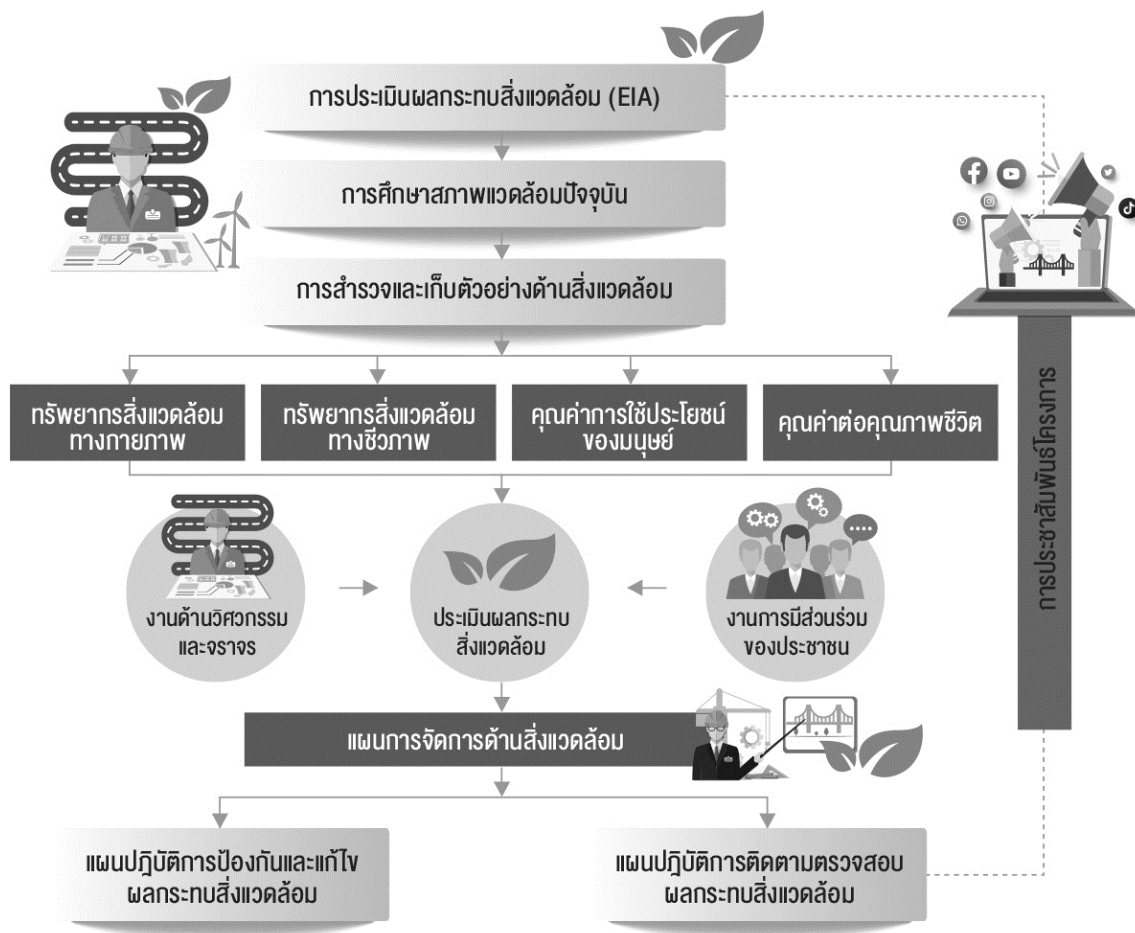 การประเมินผลกระทบสิ่งแวดล้อม (EIA)
การศึกษาสภาพแวดล้อมปัจจุบัน
การสำรวจและเก็บตัวอย่างด้านสิ่งแวดล้อม
ทรัพยากรสิ่งแวดล้อม
ทางกายภาพ
ทรัพยากรสิ่งแวดล้อม
ทางชีวภาพ
คุณค่าการใช้ประโยชน์
ของมนุษย์
คุณค่าต่อคุณภาพชีวิต
งานด้านวิศวกรรม
และจราจร
ประเมินผลกระทบ
สิ่งแวดล้อม
งานการมีส่วนร่วม
ของประชาชน
แผนการจัดการด้านสิ่งแวดล้อม
แผนปฎิบัติการป้องกันและแก้ไข
ผลกระทบสิ่งแวดล้อม
แผนปฎิบัติการติดตามตรวจสอบ
ผลกระทบสิ่งแวดล้อม
การประชาสัมพันธ์โครงการ